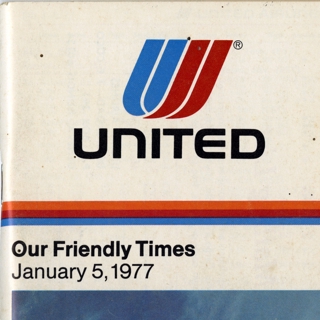 ®
UNITED
Our Friendly Times
January 5, 1977